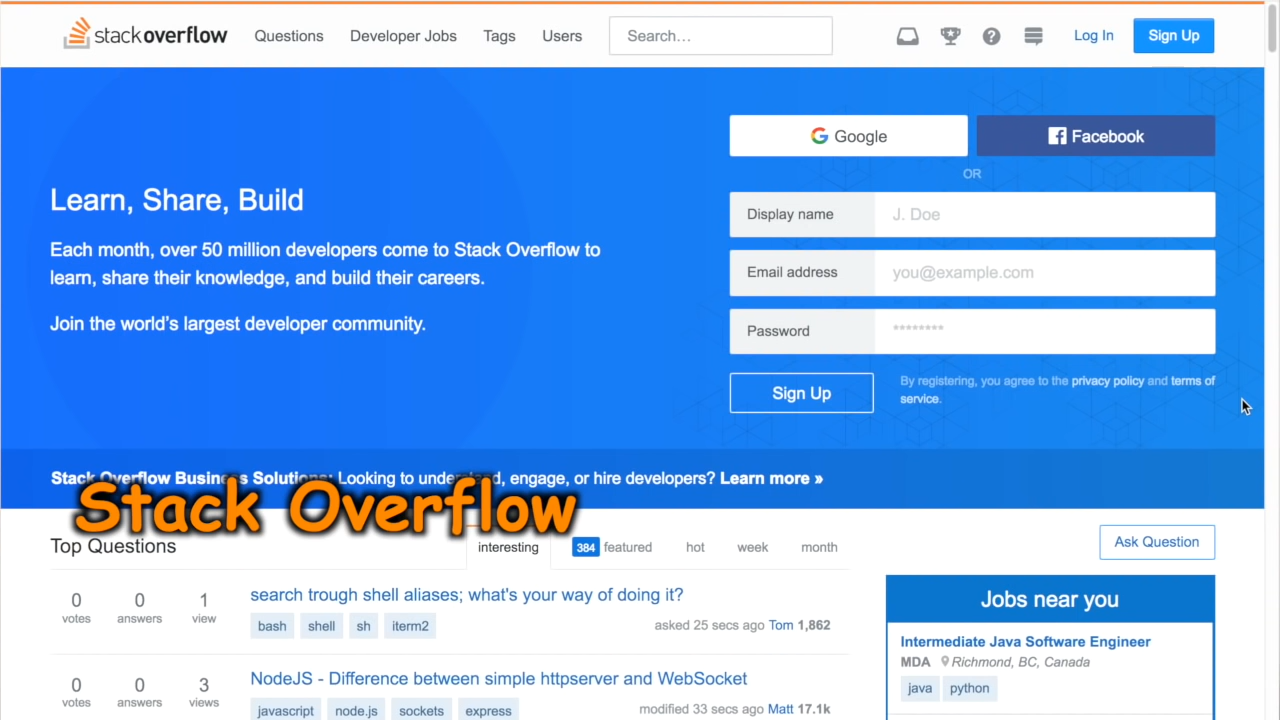 stackoverflow Questions Developer Jobs Tags Users Search... Log In Sign Up
Google Facebook
OR
Learn, Share, Build
Display name J. Doe
Each month, over 50 million developers come to Stack Overflow to
learn, share their knowledge, and build their careers.
Email address you@example.com
Join the world's largest developer community.
Password ********
Sign Up By registering, you agree to the privacy policy and terms of
service.
Stack Overflow Business Solutions: Looking to understand, engage, or hire developers? Learn more »
Stack Overflow
Top Questions interesting 384 featured hot week month Ask Question
0 0 1 search trough shell aliases; what's your way of doing it?
votes answers view bash shell sh iterm2 asked 25 secs ago Tom 1,862
Jobs near you
Intermediate Java Software Engineer
MDA Richmond, BC, Canada
java python
0 0 3 NodeJS - Difference between simple httpserver and WebSocket
votes answers views javascript node.js sockets express modified 33 secs ago Matt 17.1k